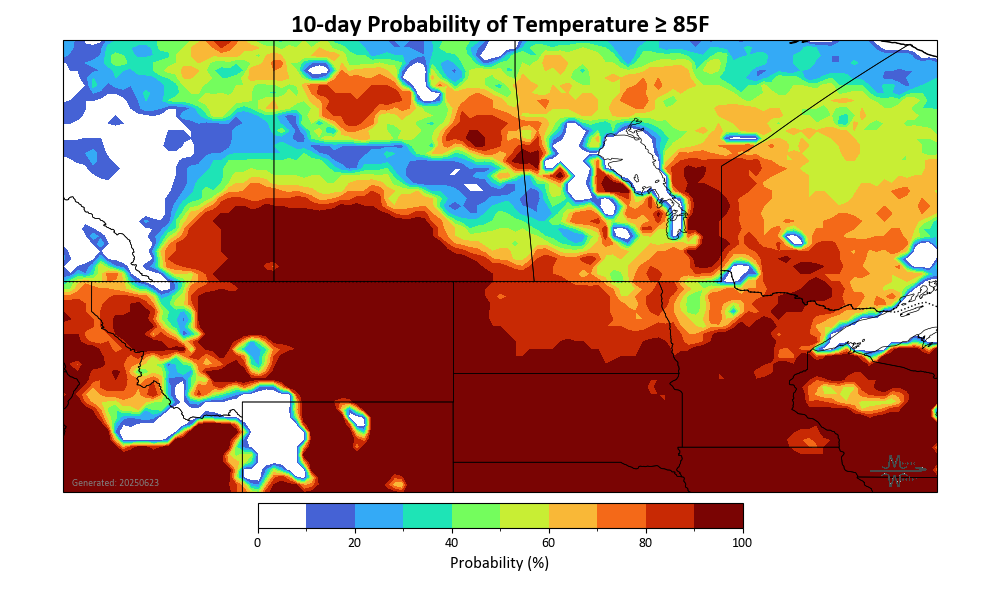 10-day Probability of Temperature ≥ 85F
Generated: 20250623
0 20 40 60 80 100
Probability (%)